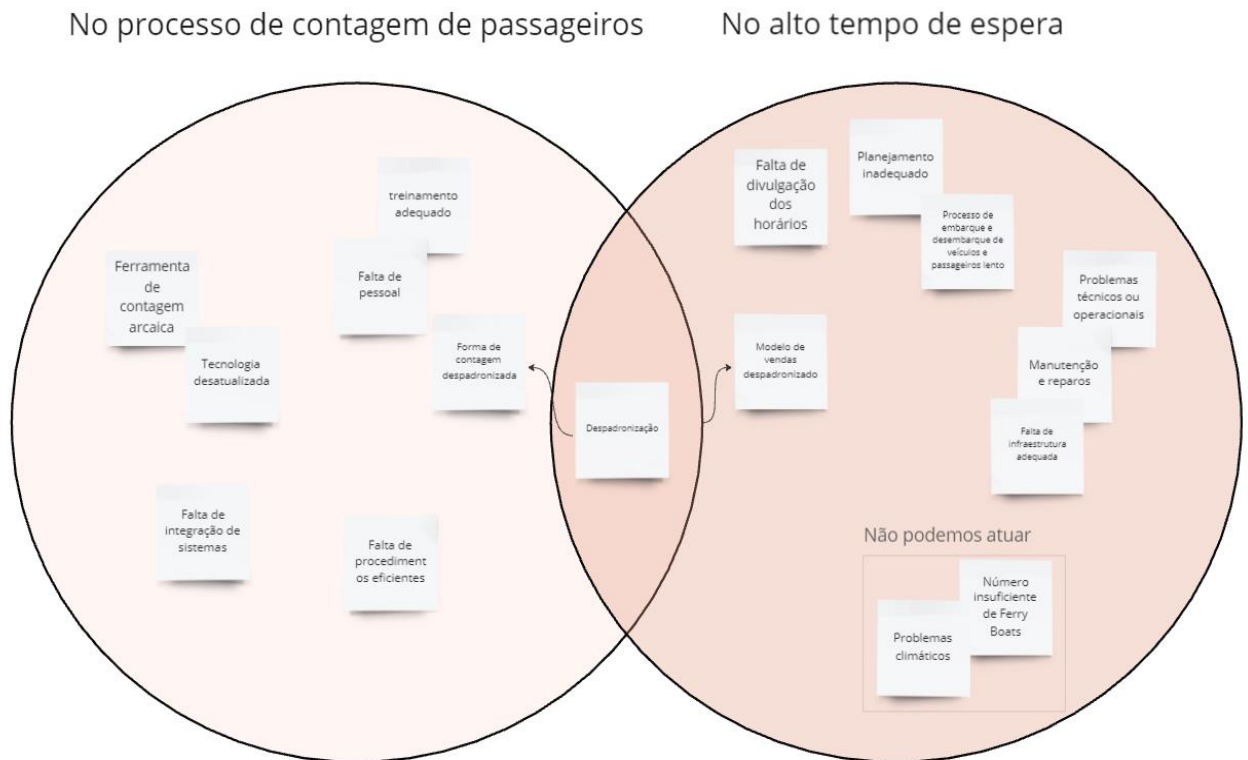 No processo de contagem de passageiros
No alto tempo de espera
treinamento
adequado
Falta de
pessoal
Ferramenta
de
contagem
arcaica
Tecnologia
desatualizada
Forma de
contagem
despadronizada
Falta de
integração de
sistemas
Falta de
procediment
os eficientes
Despadronização
Falta de
divulgação
dos
horários
Planejamento
inadequado
Processo de
embarque e
desembarque de
veículos e
passageiros lento
Problemas
técnicos ou
operacionais
Modelo de
vendas
despadronizado
Manutenção
e reparos
Falta de
infraestrutura
adequada
Não podemos atuar
Número
insuficiente
de Ferry
Boats
Problemas
climáticos